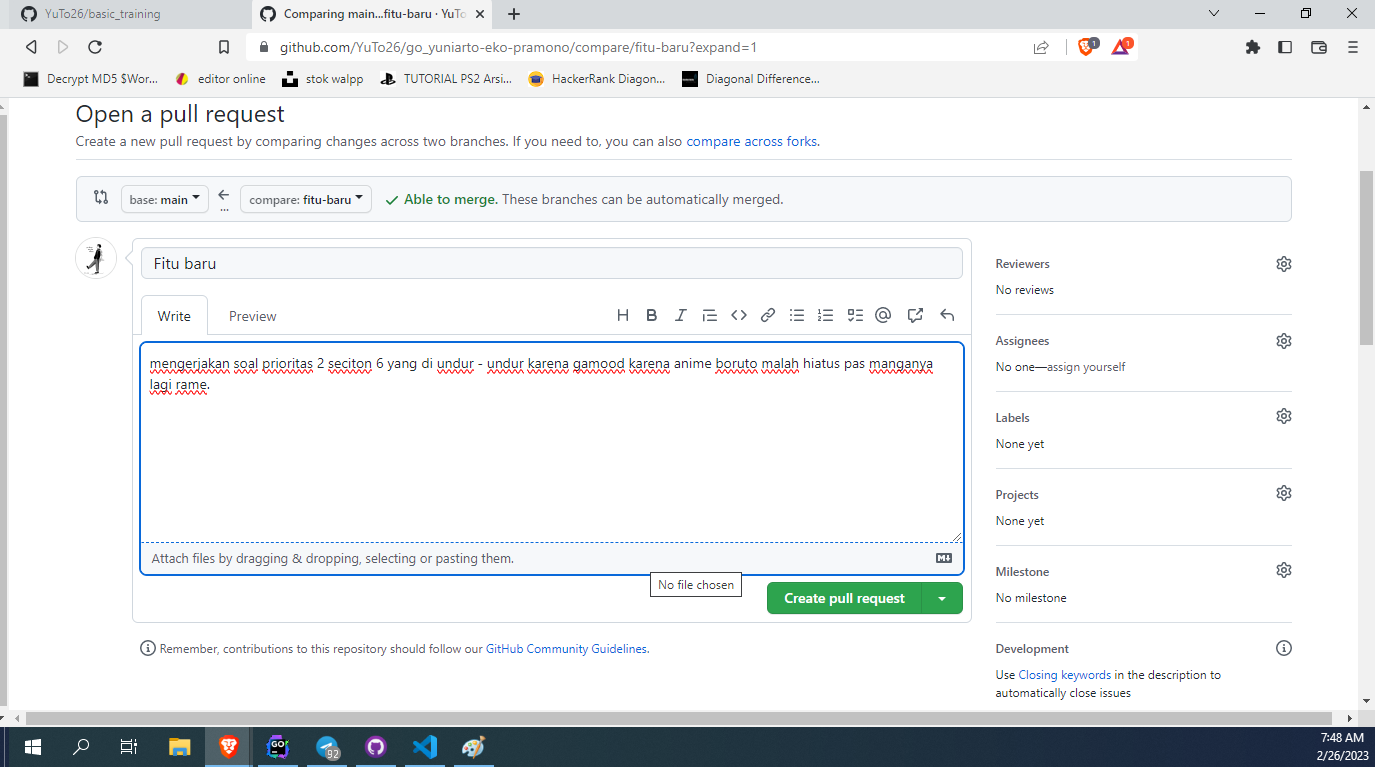 YuTo26/basic_training
Comparing main...fitu-baru · YuTo
github.com/YuTo26/go_yuniarto-eko-pramono/compare/fitu-baru?expand=1
1
1
Decrypt MD5 $Wor...
editor online
stok walpp
TUTORIAL PS2 Arsi...
HackerRank Diagon...
Diagonal Difference...
Open a pull request
Create a new pull request by comparing changes across two branches. If you need to, you can also compare across forks.
base: main
...
compare: fitu-baru
Able to merge. These branches can be automatically merged.
Fitu baru
Write
Preview
mengerjakan soal prioritas 2 seciton 6 yang di undur - undur karena gamood karena anime boruto malah hiatus pas manganya
lagi rame.
Attach files by dragging & dropping, selecting or pasting them.
No file chosen
Create pull request
Remember, contributions to this repository should follow our GitHub Community Guidelines.
Reviewers
No reviews
Assignees
No one—assign yourself
Labels
None yet
Projects
None yet
Milestone
No milestone
Development
Use Closing keywords in the description to
automatically close issues
GO
92
7:48 AM
2/26/2023